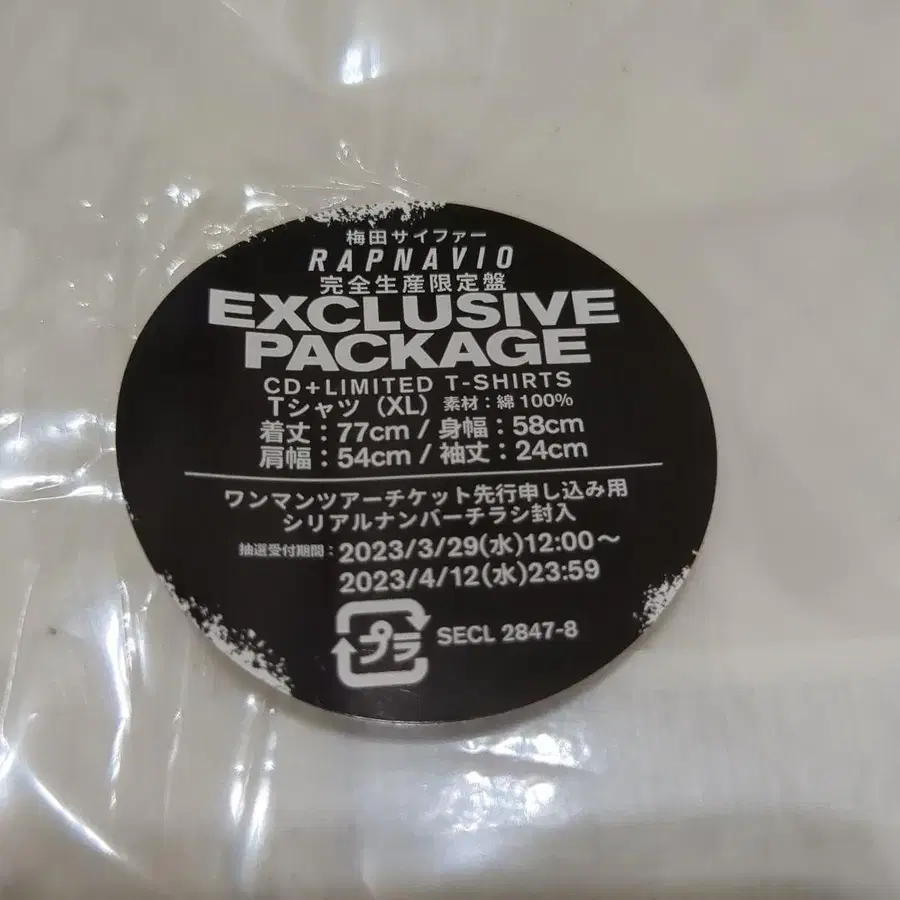 梅田サイファー
RAPNAVIO
完全生産限定盤
EXCLUSIVE
PACKAGE
CD+LIMITED T-SHIRTS
Tシャツ（XL）素材：綿100%
着丈：77cm / 身幅：58cm
肩幅：54cm / 袖丈：24cm
ワンマンツアーチケット先行申し込み用
シリアルナンバーチラシ封入
抽選受付期間：2023/3/29(水)12:00〜
2023/4/12(水)23:59
プラ SECL 2847-8